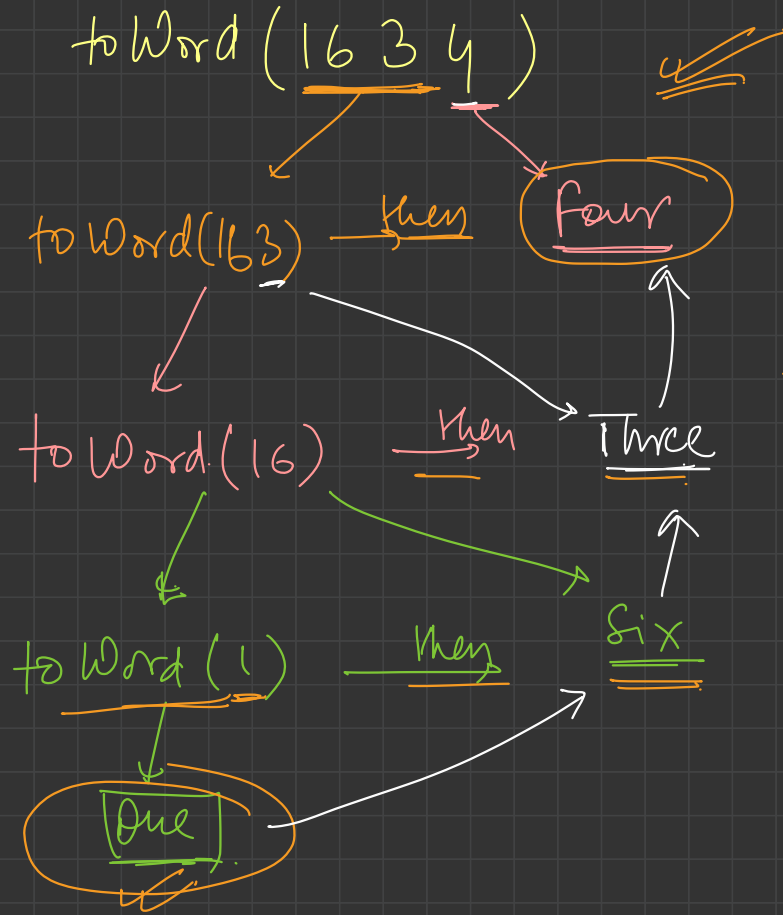 toWord(1634)
toWord(163) then Four
toWord(16) then Three
toWord(1) then Six
One